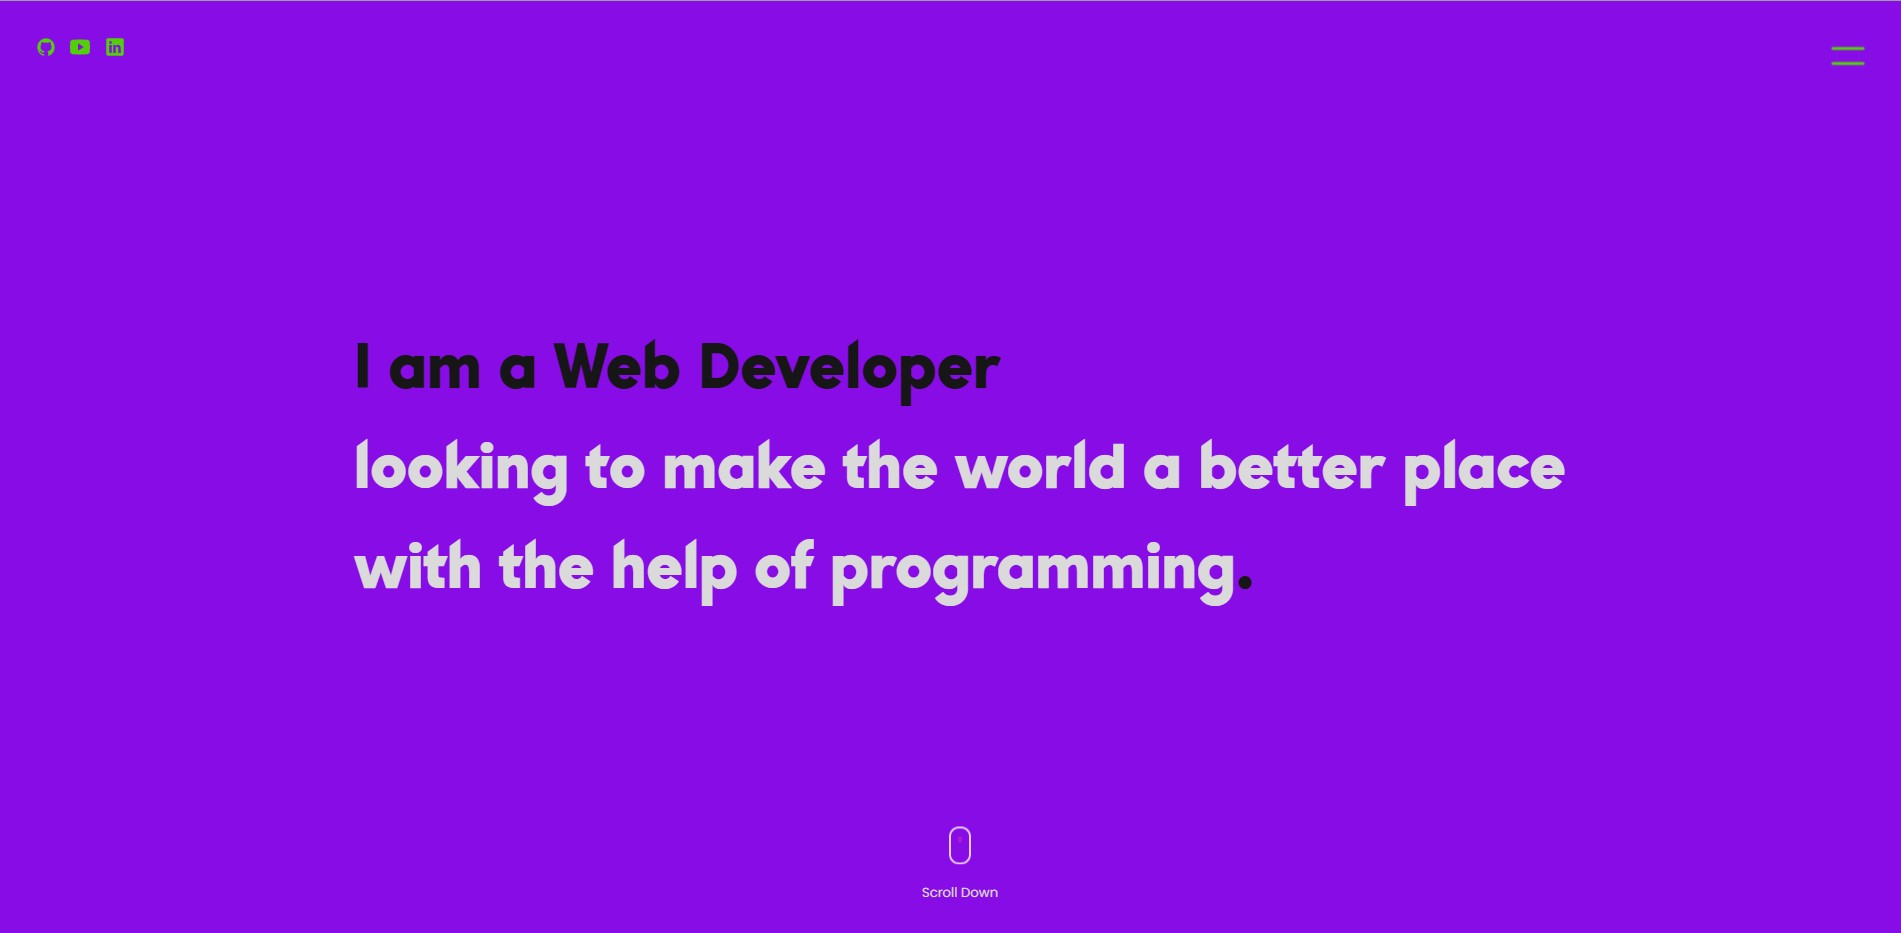 I am a Web Developer
looking to make the world a better place
with the help of programming.
Scroll Down